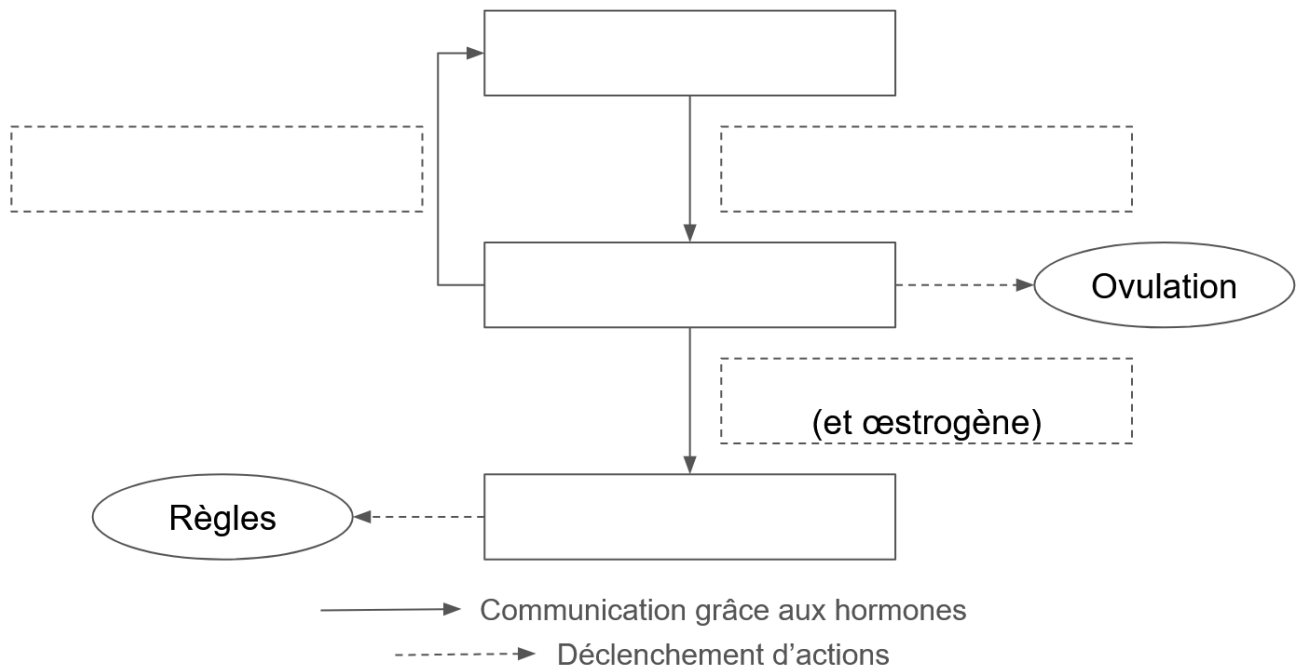 Ovulation
(et œstrogène)
Règles
Communication grâce aux hormones
Déclenchement d’actions